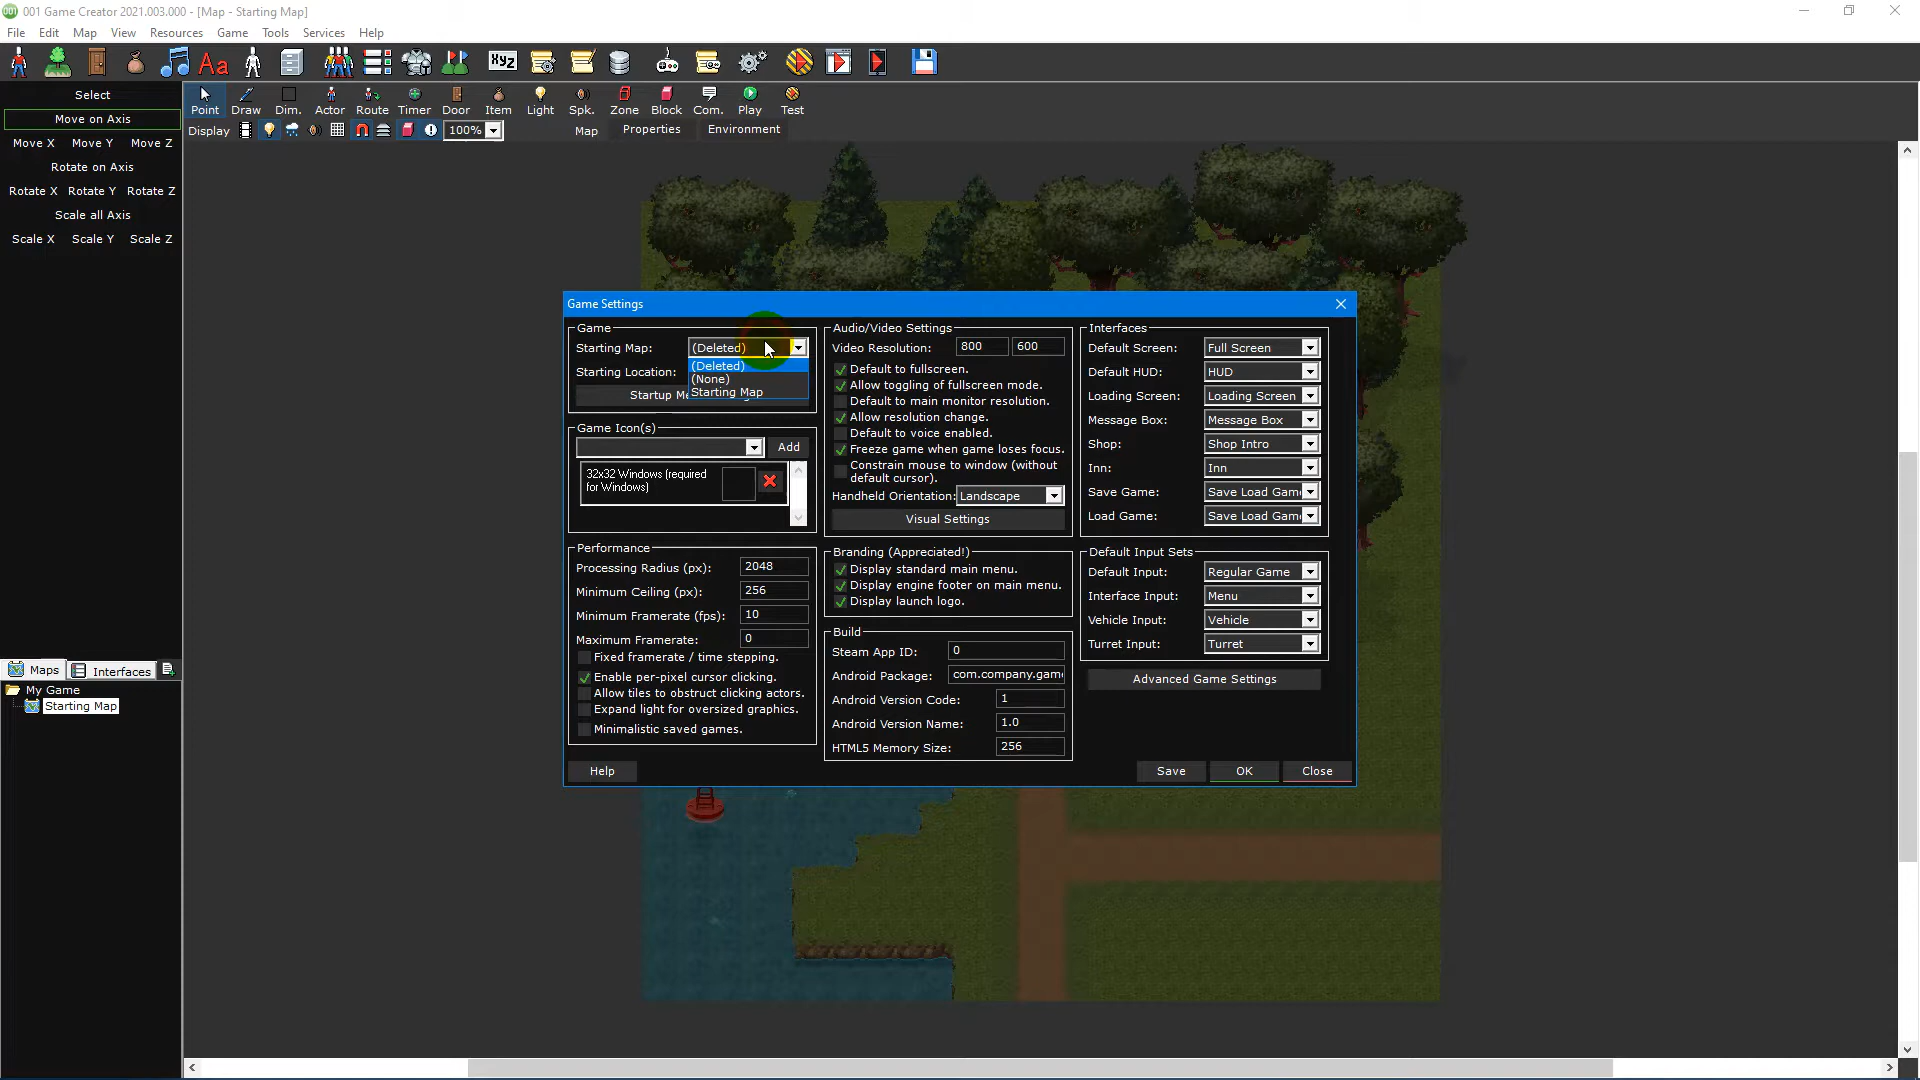 001 Game Creator 2021.003.000 - [Map - Starting Map]
File Edit Map View Resources Game Tools Services Help
Aa
XYZ
Select
Point Draw Dim. Actor Route Timer Door Item Light Spk. Zone Block Com. Play Test
Move on Axis
Display 100% Map Properties Environment
Move X Move Y Move Z
Rotate on Axis
Rotate X Rotate Y Rotate Z
Scale all Axis
Scale X Scale Y Scale Z
Maps Interfaces
My Game
Starting Map
Game Settings
Game
Starting Map: (Deleted)
(Deleted)
(None)
Starting Map
Starting Location:
Startup Me
Game Icon(s)
Add
32x32 Windows (required
for Windows)
Performance
Processing Radius (px): 2048
Minimum Ceiling (px): 256
Minimum Framerate (fps): 10
Maximum Framerate: 0
Fixed framerate / time stepping.
Enable per-pixel cursor clicking.
Allow tiles to obstruct clicking actors.
Expand light for oversized graphics.
Minimalistic saved games.
Audio/Video Settings
Video Resolution: 800 600
Default to fullscreen.
Allow toggling of fullscreen mode.
Default to main monitor resolution.
Allow resolution change.
Default to voice enabled.
Freeze game when game loses focus.
Constrain mouse to window (without
default cursor).
Handheld Orientation: Landscape
Visual Settings
Branding (Appreciated!)
Display standard main menu.
Display engine footer on main menu.
Display launch logo.
Build
Steam App ID: 0
Android Package: com.company.gam
Android Version Code: 1
Android Version Name: 1.0
HTML5 Memory Size: 256
Interfaces
Default Screen: Full Screen
Default HUD: HUD
Loading Screen: Loading Screen
Message Box: Message Box
Shop: Shop Intro
Inn: Inn
Save Game: Save Load Gam
Load Game: Save Load Gam
Default Input Sets
Default Input: Regular Game
Interface Input: Menu
Vehicle Input: Vehicle
Turret Input: Turret
Advanced Game Settings
Help Save OK Close